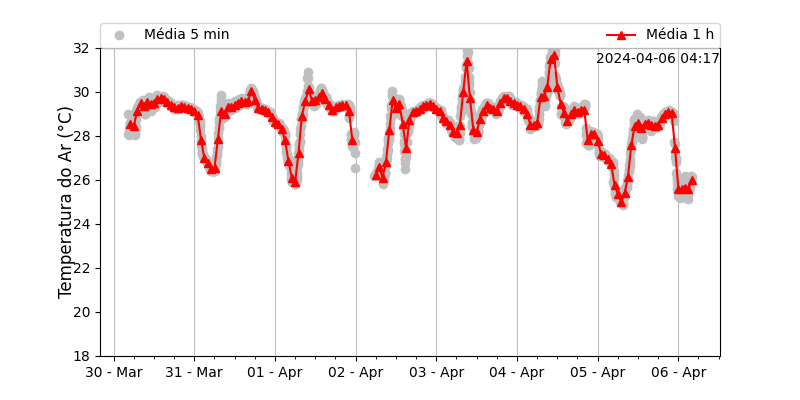 Média 5 min
Média 1 h
2024-04-06 04:17
Temperatura do Ar (°C)
32
30
28
26
24
22
20
18
30 - Mar
31 - Mar
01 - Apr
02 - Apr
03 - Apr
04 - Apr
05 - Apr
06 - Apr